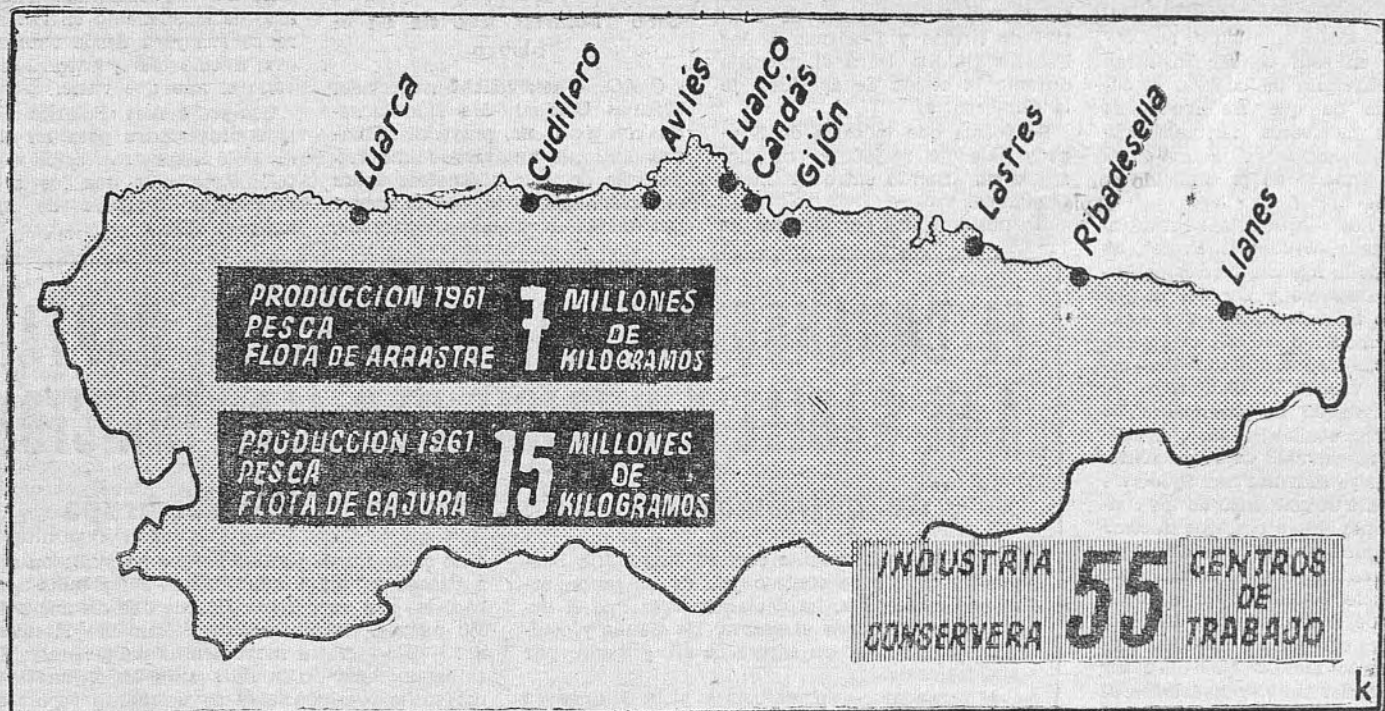 Luarca
Cudillero
Avilés
Luanco
Candás
Gijón
Lastres
Ribadesella
Llanes
PRODUCCION 1961
PESCA
FLOTA DE ARRASTRE
7
MILLONES
DE
KILOGRAMOS
PRODUCCION 1961
PESCA
FLOTA DE BAJURA
15
MILLONES
DE
KILOGRAMOS
INDUSTRIA
CONSERVERA
55
CENTROS
DE
TRABAJO
k